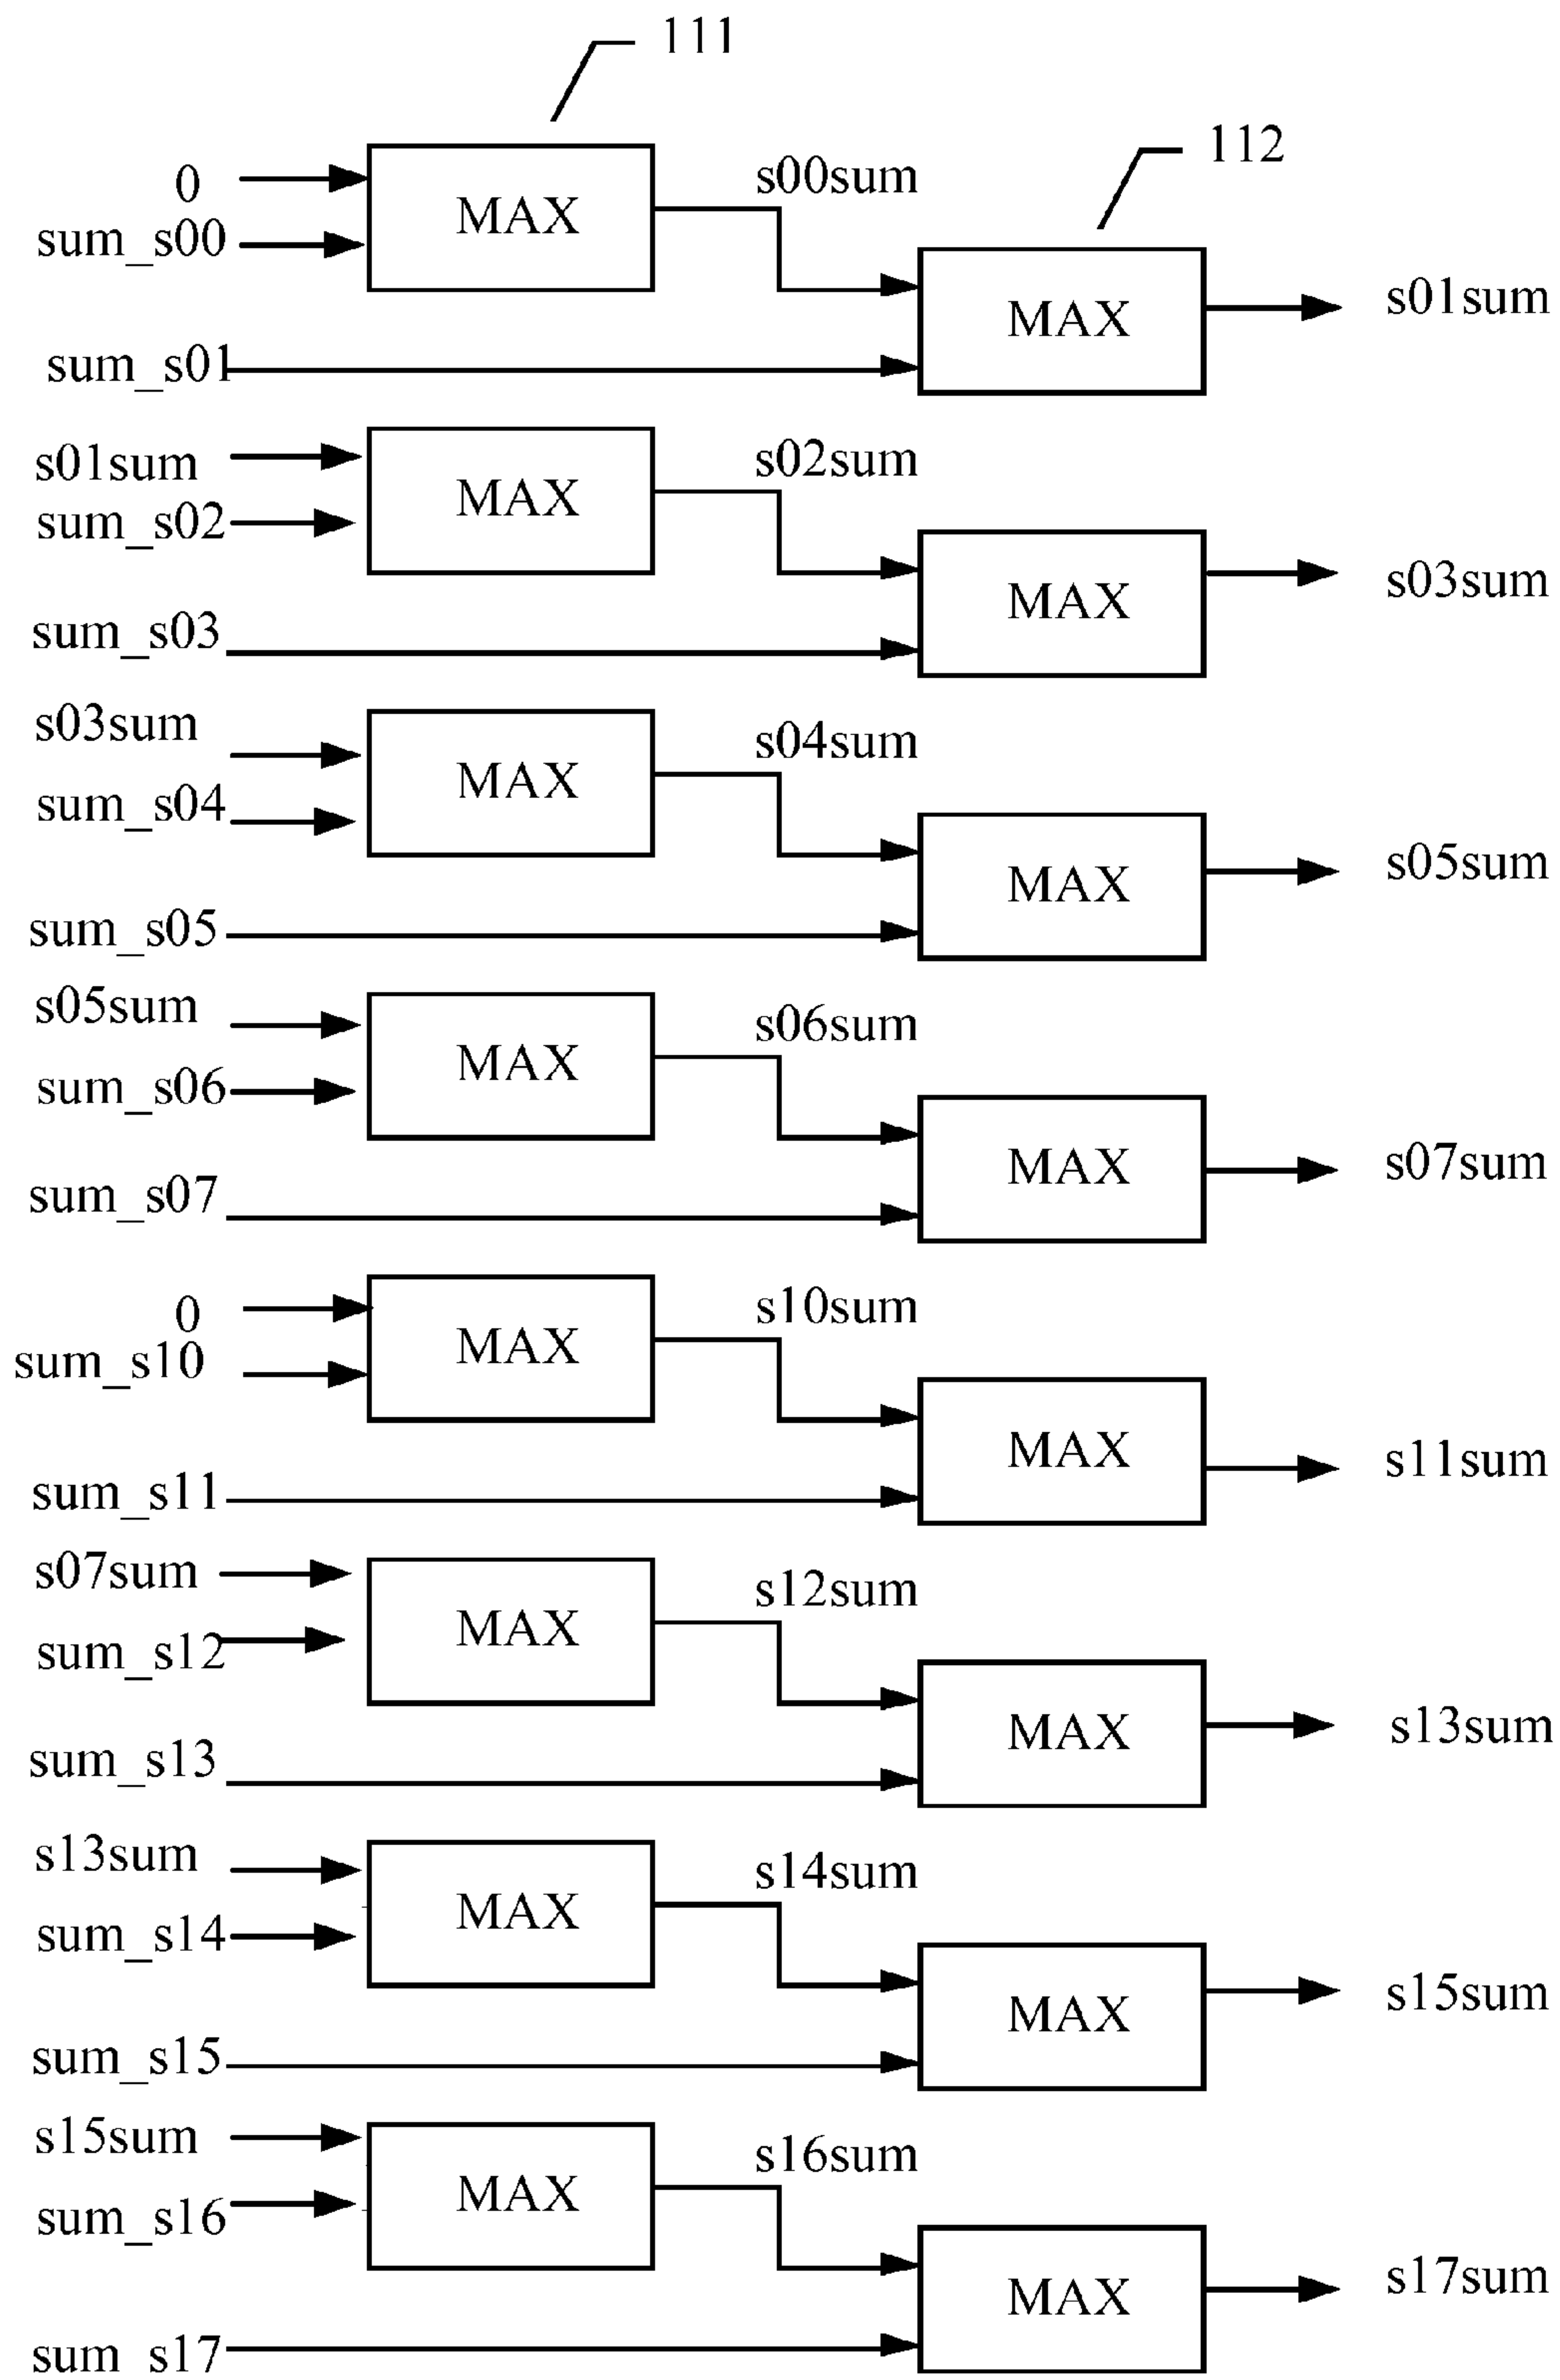 111
112
0
MAX
s00sum
sum_s00
MAX
s01sum
sum_s01
s01sum
MAX
s02sum
sum_s02
MAX
s03sum
sum_s03
s03sum
MAX
s04sum
sum_s04
MAX
s05sum
sum_s05
s05sum
MAX
s06sum
sum_s06
MAX
s07sum
sum_s07
0
MAX
s10sum
sum_s10
MAX
s11sum
sum_s11
s07sum
MAX
s12sum
sum_s12
MAX
s13sum
sum_s13
s13sum
MAX
s14sum
sum_s14
MAX
s15sum
sum_s15
s15sum
MAX
s16sum
sum_s16
MAX
s17sum
sum_s17